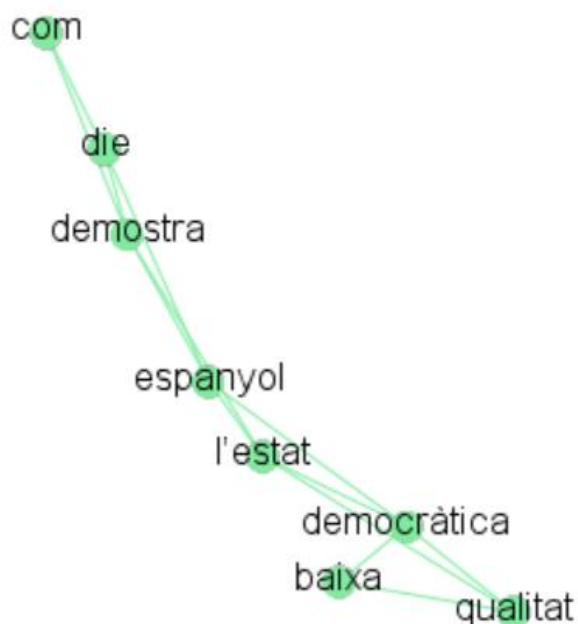 com
die
demostra
espanyol
l'estat
democràtica
baixa
qualitat